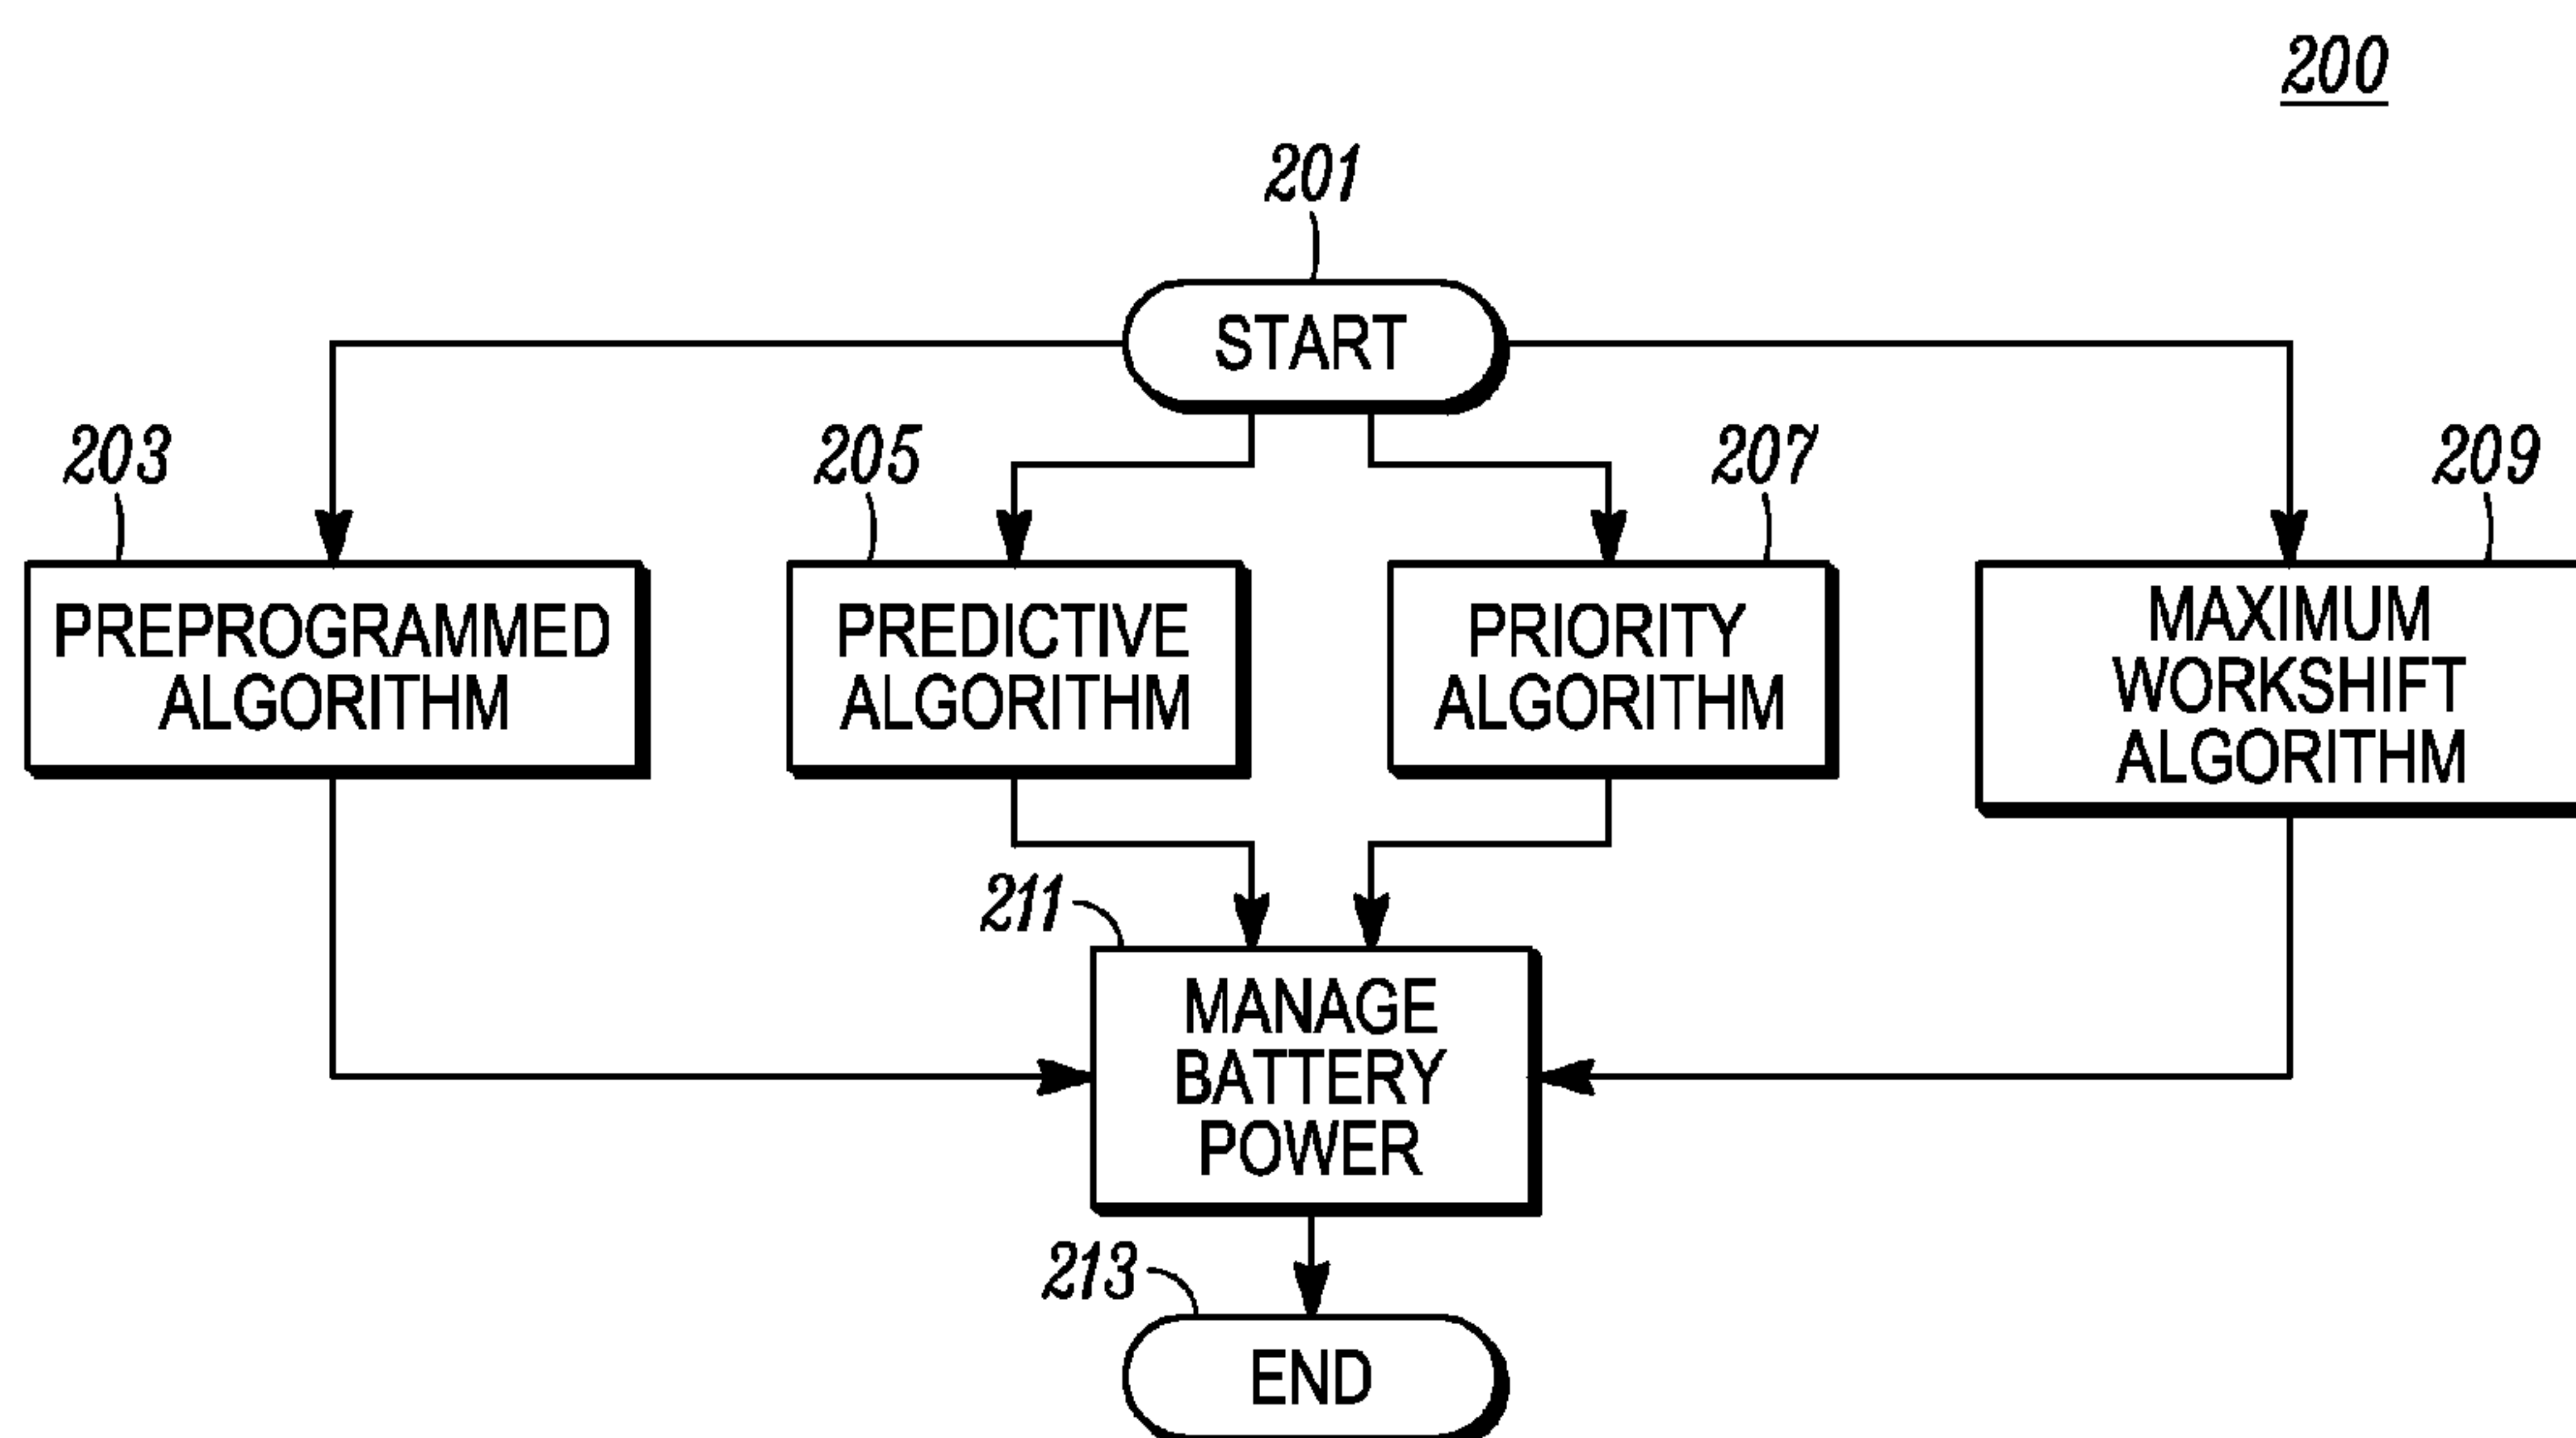 200
201
START
203
205
207
209
PREPROGRAMMED
ALGORITHM
PREDICTIVE
ALGORITHM
PRIORITY
ALGORITHM
MAXIMUM
WORKSHIFT
ALGORITHM
211
MANAGE
BATTERY
POWER
213
END